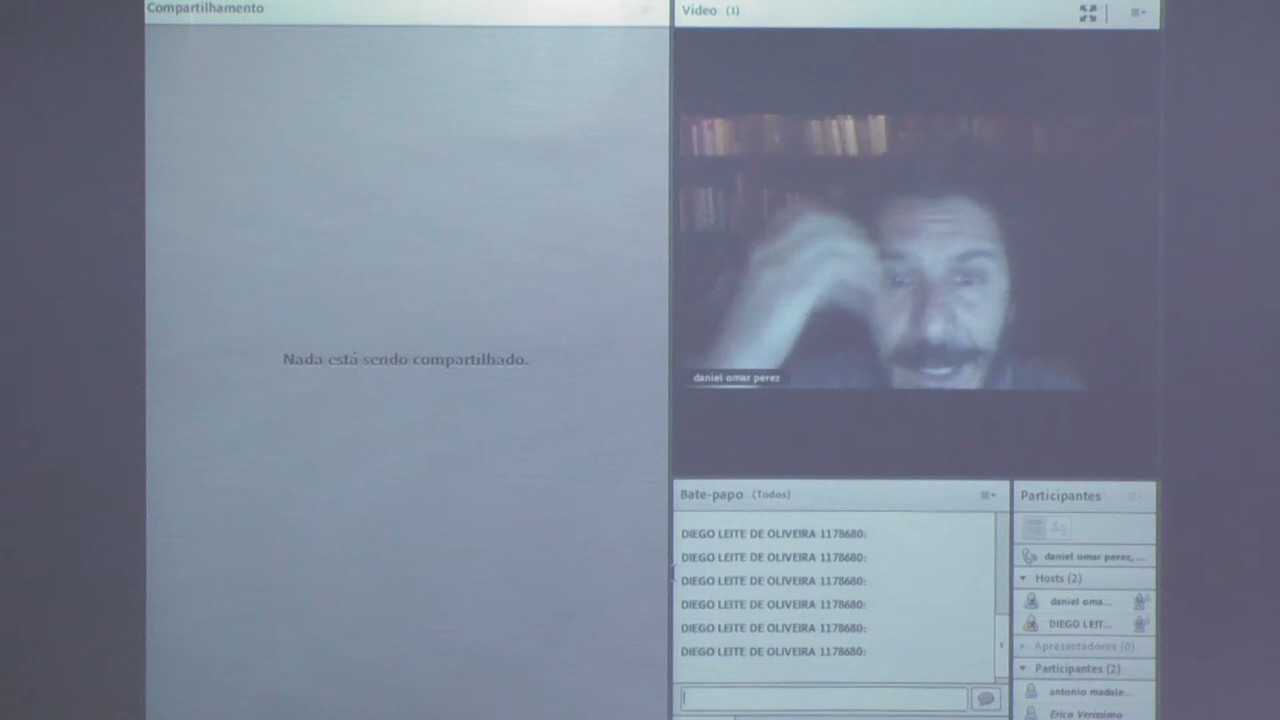 Compartilhamento
Nada está sendo compartilhado.
Vídeo (1)
daniel omar perez
Bate-papo (Todos)
DIEGO LEITE DE OLIVEIRA 1178680:
DIEGO LEITE DE OLIVEIRA 1178680:
DIEGO LEITE DE OLIVEIRA 1178680:
DIEGO LEITE DE OLIVEIRA 1178680:
DIEGO LEITE DE OLIVEIRA 1178680:
DIEGO LEITE DE OLIVEIRA 1178680:
Participantes
daniel omar perez, ...
Hosts (2)
daniel oma...
DIEGO LEIT...
Apresentadores (0)
Participantes (2)
antonio madale...
Erico Verissimo